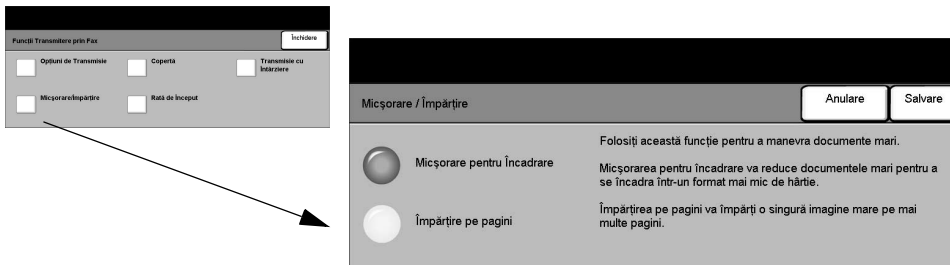 Funcții Transmitere prin Fax
Închidere
Opțiuni de Transmisie
Copertă
Transmisie cu
Întârziere
Micșorare/Împărțire
Rată de Început
Micșorare / Împărțire
Anulare
Salvare
Micșorare pentru Încadrare
Împărțire pe pagini
Folosiți această funcție pentru a manevra documente mari.
Micșorarea pentru încadrare va reduce documentele mari pentru a
se încadra într-un format mai mic de hârtie.
Împărțirea pe pagini va împărți o singură imagine mare pe mai
multe pagini.